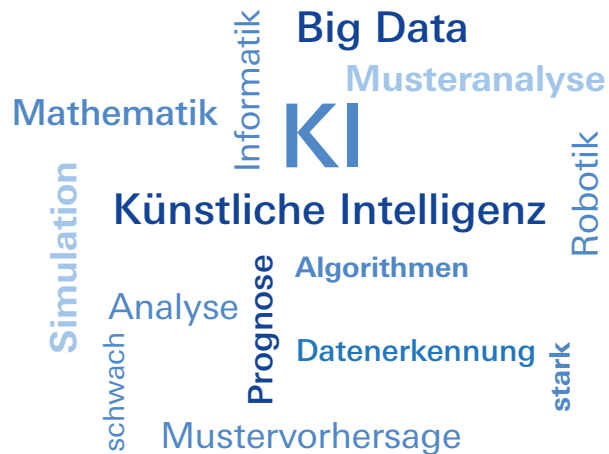 Big Data
Informatik
Musteranalyse
Mathematik
KI
Robotik
Simulation
Künstliche Intelligenz
Prognose
Algorithmen
Analyse
schwach
Datenerkennung
stark
Mustervorhersage